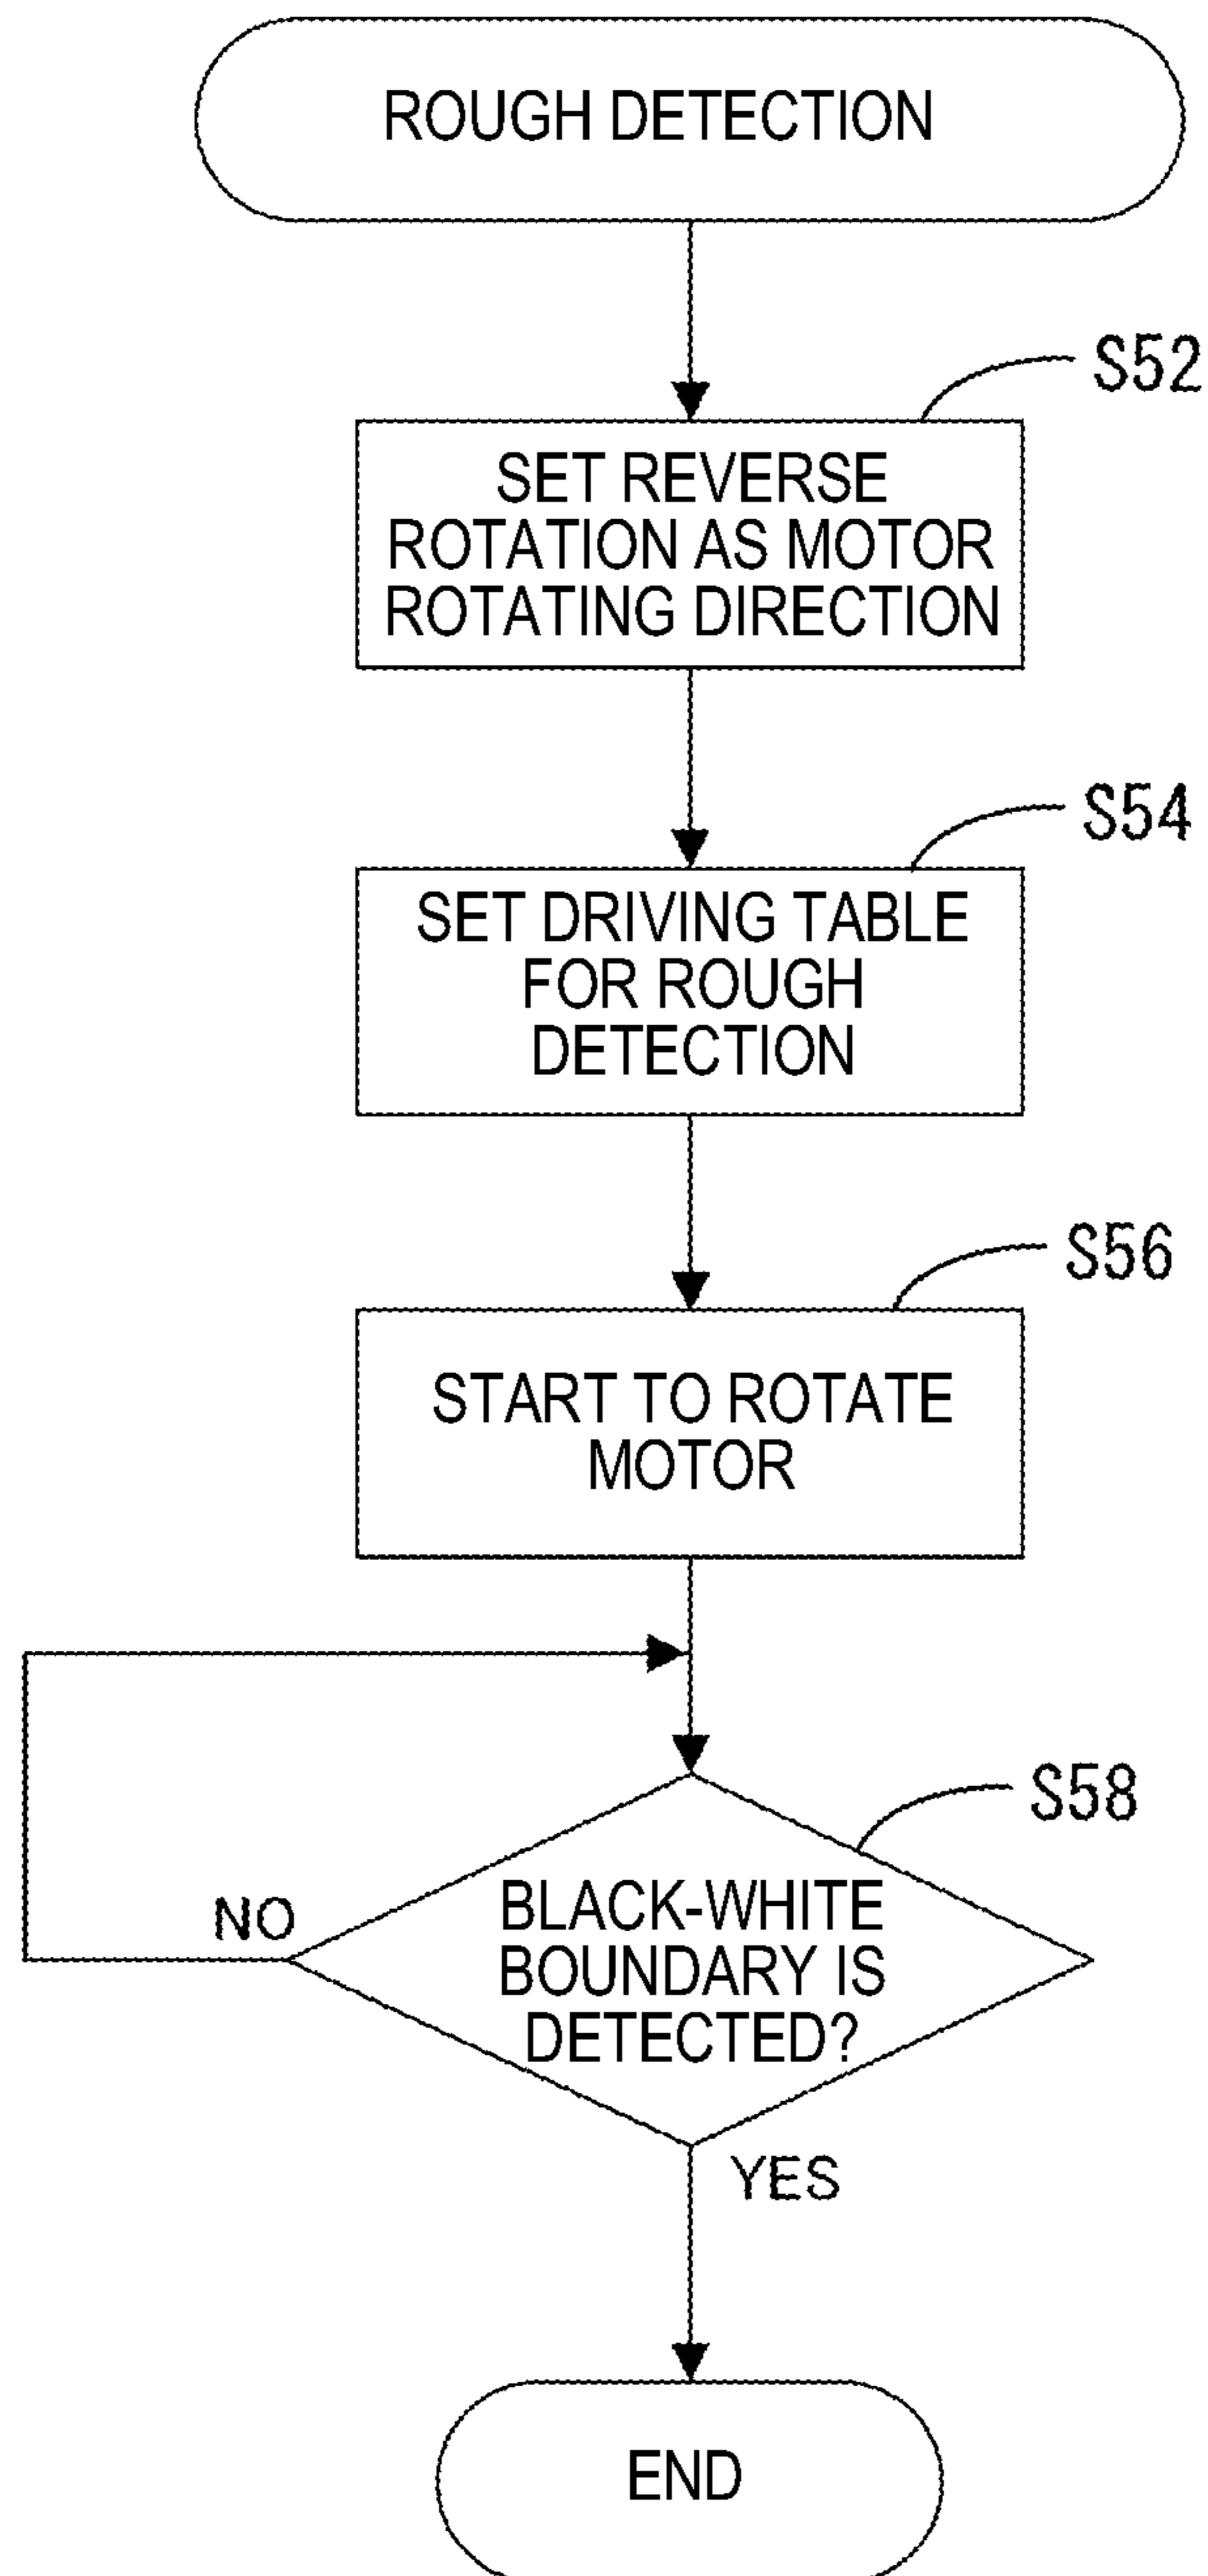 ROUGH DETECTION
S52
SET REVERSE
ROTATION AS MOTOR
ROTATING DIRECTION
S54
SET DRIVING TABLE
FOR ROUGH
DETECTION
S56
START TO ROTATE
MOTOR
S58
NO
BLACK-WHITE
BOUNDARY IS
DETECTED?
YES
END